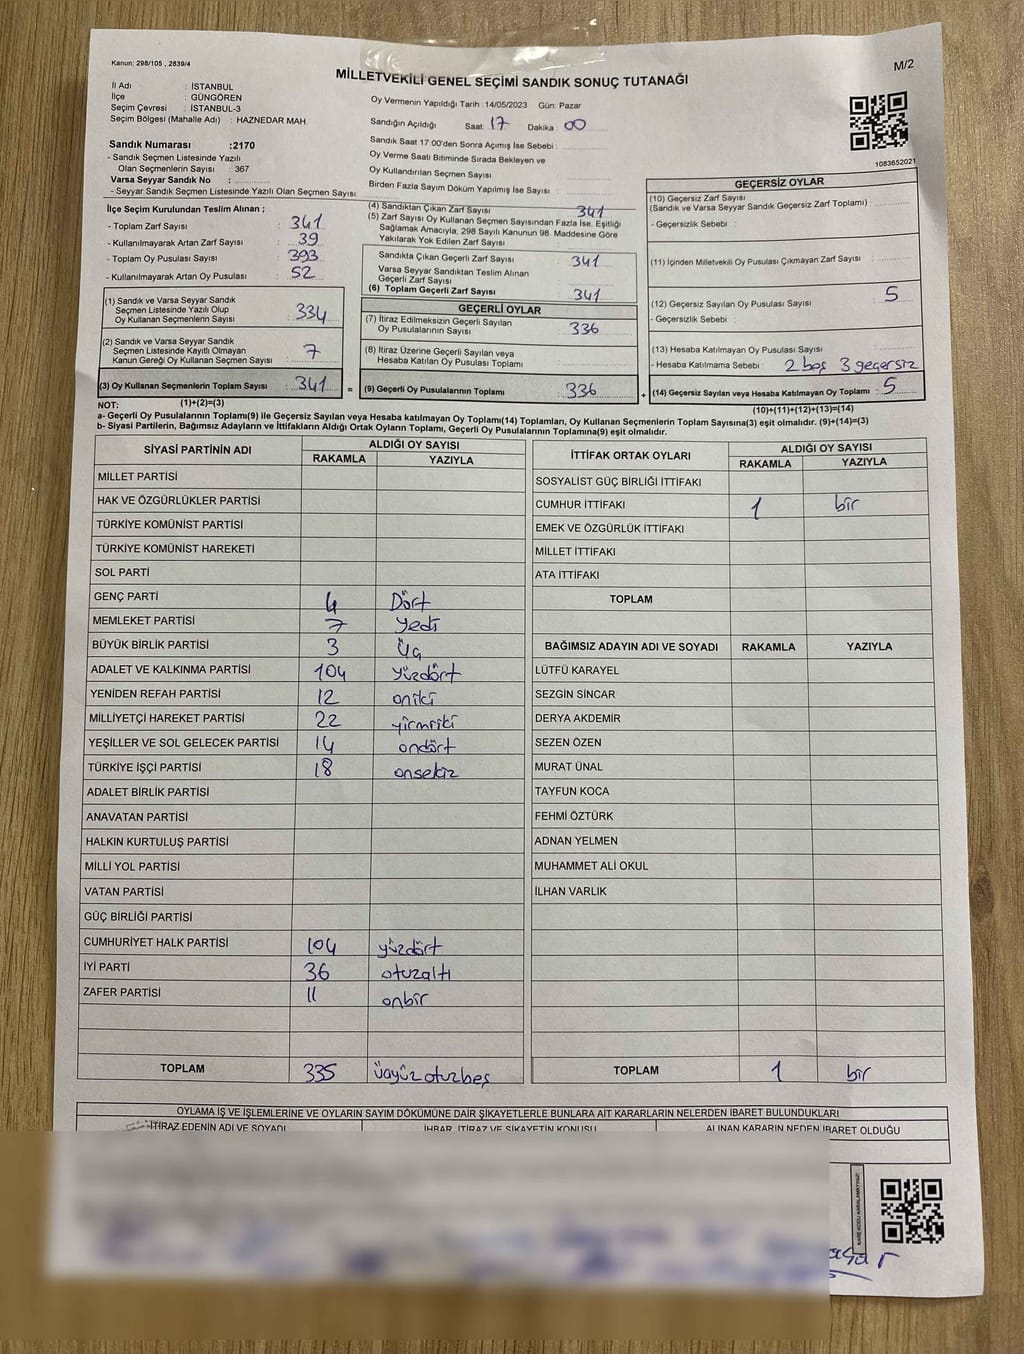 Kanun; 298/105 , 2839/4
M/2
MİLLETVEKİLİ GENEL SEÇİMİ SANDIK SONUÇ TUTANAĞI
İl Adı : İSTANBUL
İlçe : GÜNGÖREN
Seçim Çevresi : İSTANBUL-3
Seçim Bölgesi (Mahalle Adı) : HAZNEDAR MAH
Sandık Numarası :2170
- Sandık Seçmen Listesinde Yazılı
Olan Seçmenlerin Sayısı : 367
Varsa Seyyar Sandık No :
- Seyyar Sandık Seçmen Listesinde Yazılı Olan Seçmen Sayısı:
Oy Vermenin Yapıldığı Tarih : 14/05/2023 Gün: Pazar
Sandığın Açıldığı Saat: 17 Dakika : 00
Sandık Saat 17:00'den Sonra Açımış İse Sebebi :
Oy Verme Saati Bitiminde Sırada Bekleyen ve
Oy Kullandırılan Seçmen Sayısı :
Birden Fazla Sayım Döküm Yapılmış İse Sayısı :
1083652021
İlçe Seçim Kurulundan Teslim Alınan ;
- Toplam Zarf Sayısı : 341
- Kullanılmayarak Artan Zarf Sayısı : 39
- Toplam Oy Pusulası Sayısı : 393
- Kullanılmayarak Artan Oy Pusulası : 52
(1) Sandık ve Varsa Seyyar Sandık
Seçmen Listesinde Yazılı Olup
Oy Kullanan Seçmenlerin Sayısı : 334
(2) Sandık ve Varsa Seyyar Sandık
Seçmen Listesinde Kayıtlı Olmayan
Kanun Gereği Oy Kullanan Seçmen Sayısı : 7
(3) Oy Kullanan Seçmenlerin Toplam Sayısı : 341 =
(1)+(2)=(3)
(4) Sandıktan Çıkan Zarf Sayısı : 341
(5) Zarf Sayısı Oy Kullanan Seçmen Sayısından Fazla İse, Eşitliği
Sağlamak Amacıyla; 298 Sayılı Kanunun 98. Maddesine Göre
Yakılarak Yok Edilen Zarf Sayısı :
Sandıkta Çıkan Geçerli Zarf Sayısı : 341
Varsa Seyyar Sandıktan Teslim Alınan
Geçerli Zarf Sayısı :
(6) Toplam Geçerli Zarf Sayısı : 341
GEÇERLİ OYLAR
(7) İtiraz Edilmeksizin Geçerli Sayılan
Oy Pusulalarının Sayısı : 336
(8) İtiraz Üzerine Geçerli Sayılan veya
Hesaba Katılan Oy Pusulası Toplamı :
(9) Geçerli Oy Pusulalarının Toplamı : 336 +
GEÇERSİZ OYLAR
(10) Geçersiz Zarf Sayısı
(Sandık ve Varsa Seyyar Sandık Geçersiz Zarf Toplamı) :
- Geçersizlik Sebebi :
(11) İçinden Milletvekili Oy Pusulası Çıkmayan Zarf Sayısı :
(12) Geçersiz Sayılan Oy Pusulası Sayısı : 5
- Geçersizlik Sebebi :
(13) Hesaba Katılmayan Oy Pusulası Sayısı :
- Hesaba Katılmama Sebebi : 2 boş 3 geçersiz
(14) Geçersiz Sayılan veya Hesaba Katılmayan Oy Toplamı : 5
(10)+(11)+(12)+(13)=(14)
NOT:
a- Geçerli Oy Pusulalarının Toplamı(9) ile Geçersiz Sayılan veya Hesaba katılmayan Oy Toplamı(14) Toplamları, Oy Kullanan Seçmenlerin Toplam Sayısına(3) eşit olmalıdır. (9)+(14)=(3)
b- Siyasi Partilerin, Bağımsız Adayların ve İttifakların Aldığı Ortak Oyların Toplamı, Geçerli Oy Pusulalarının Toplamına(9) eşit olmalıdır.
SİYASİ PARTİNİN ADI ALDIĞI OY SAYISI
RAKAMLA YAZIYLA
MİLLET PARTİSİ
HAK VE ÖZGÜRLÜKLER PARTİSİ
TÜRKİYE KOMÜNİST PARTİSİ
TÜRKİYE KOMÜNİST HAREKETİ
SOL PARTİ
GENÇ PARTİ 4 Dört
MEMLEKET PARTİSİ 7 yedi
BÜYÜK BİRLİK PARTİSİ 3 üç
ADALET VE KALKINMA PARTİSİ 104 yüzdört
YENİDEN REFAH PARTİSİ 12 oniki
MİLLİYETÇİ HAREKET PARTİSİ 22 yirmiiki
YEŞİLLER VE SOL GELECEK PARTİSİ 14 ondört
TÜRKİYE İŞÇİ PARTİSİ 18 onsekiz
ADALET BİRLİK PARTİSİ
ANAVATAN PARTİSİ
HALKIN KURTULUŞ PARTİSİ
MİLLİ YOL PARTİSİ
VATAN PARTİSİ
GÜÇ BİRLİĞİ PARTİSİ
CUMHURİYET HALK PARTİSİ 104 yüzdört
İYİ PARTİ 36 otuzaltı
ZAFER PARTİSİ 11 onbir
TOPLAM 335 üçyüzotuzbeş
İTTİFAK ORTAK OYLARI ALDIĞI OY SAYISI
RAKAMLA YAZIYLA
SOSYALİST GÜÇ BİRLİĞİ İTTİFAKI
CUMHUR İTTİFAKI 1 bir
EMEK VE ÖZGÜRLÜK İTTİFAKI
MİLLET İTTİFAKI
ATA İTTİFAKI
TOPLAM
BAĞIMSIZ ADAYIN ADI VE SOYADI RAKAMLA YAZIYLA
LÜTFÜ KARAYEL
SEZGİN SİNCAR
DERYA AKDEMİR
SEZEN ÖZEN
MURAT ÜNAL
TAYFUN KOCA
FEHMİ ÖZTÜRK
ADNAN YELMEN
MUHAMMET ALİ OKUL
İLHAN VARLIK
TOPLAM 1 bir
OYLAMA İŞ VE İŞLEMLERİNE VE OYLARIN SAYIM DÖKÜMÜNE DAİR ŞİKAYETLERLE BUNLARA AİT KARARLARIN NELERDEN İBARET BULUNDUKLARI
İTİRAZ EDENİN ADI VE SOYADI İHBAR, İTİRAZ VE ŞİKAYETİN KONUSU ALINAN KARARIN NEDEN İBARET OLDUĞU
KARE KODU KARALAMAYINIZ!